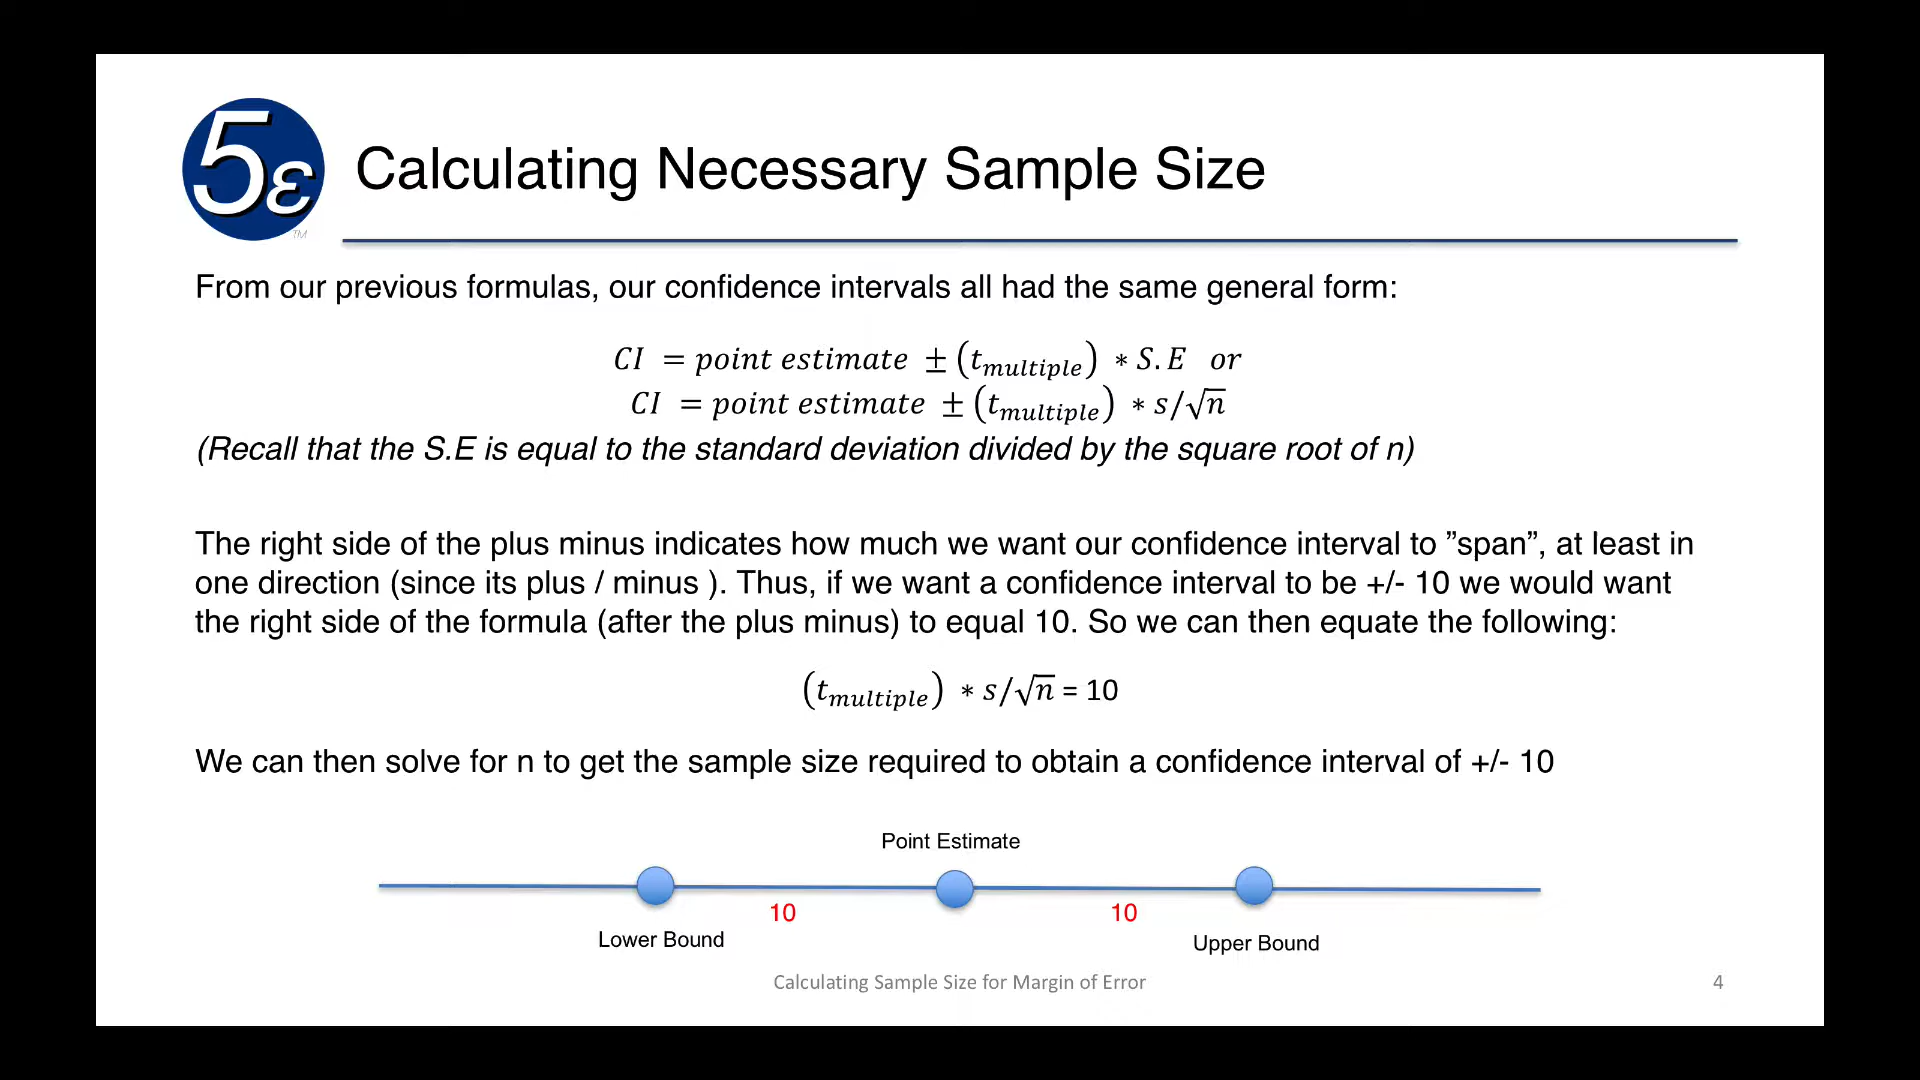 5ε
TM
Calculating Necessary Sample Size
From our previous formulas, our confidence intervals all had the same general form:
CI = point estimate ± (t_multiple) ∗ S.E or
CI = point estimate ± (t_multiple) ∗ s/√n
(Recall that the S.E is equal to the standard deviation divided by the square root of n)
The right side of the plus minus indicates how much we want our confidence interval to ”span”, at least in
one direction (since its plus / minus ). Thus, if we want a confidence interval to be +/- 10 we would want
the right side of the formula (after the plus minus) to equal 10. So we can then equate the following:
(t_multiple) ∗ s/√n = 10
We can then solve for n to get the sample size required to obtain a confidence interval of +/- 10
Point Estimate
10 10
Lower Bound Upper Bound
Calculating Sample Size for Margin of Error 4